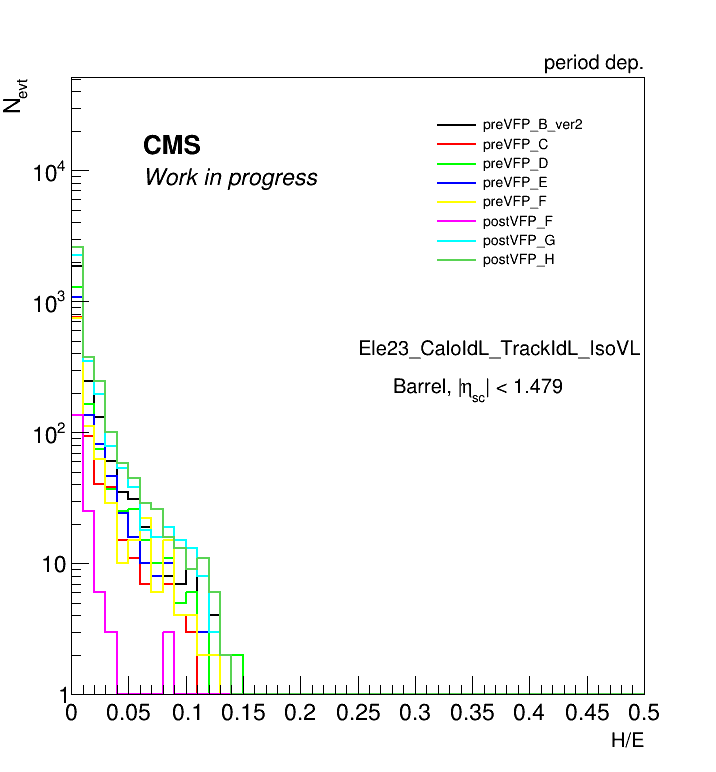 period dep.
N_evt
CMS
Work in progress
preVFP_B_ver2
preVFP_C
preVFP_D
preVFP_E
preVFP_F
postVFP_F
postVFP_G
postVFP_H
Ele23_CaloIdL_TrackIdL_IsoVL
Barrel, |η_sc| < 1.479
10^4
10^3
10^2
10
1
0 0.05 0.1 0.15 0.2 0.25 0.3 0.35 0.4 0.45 0.5
H/E